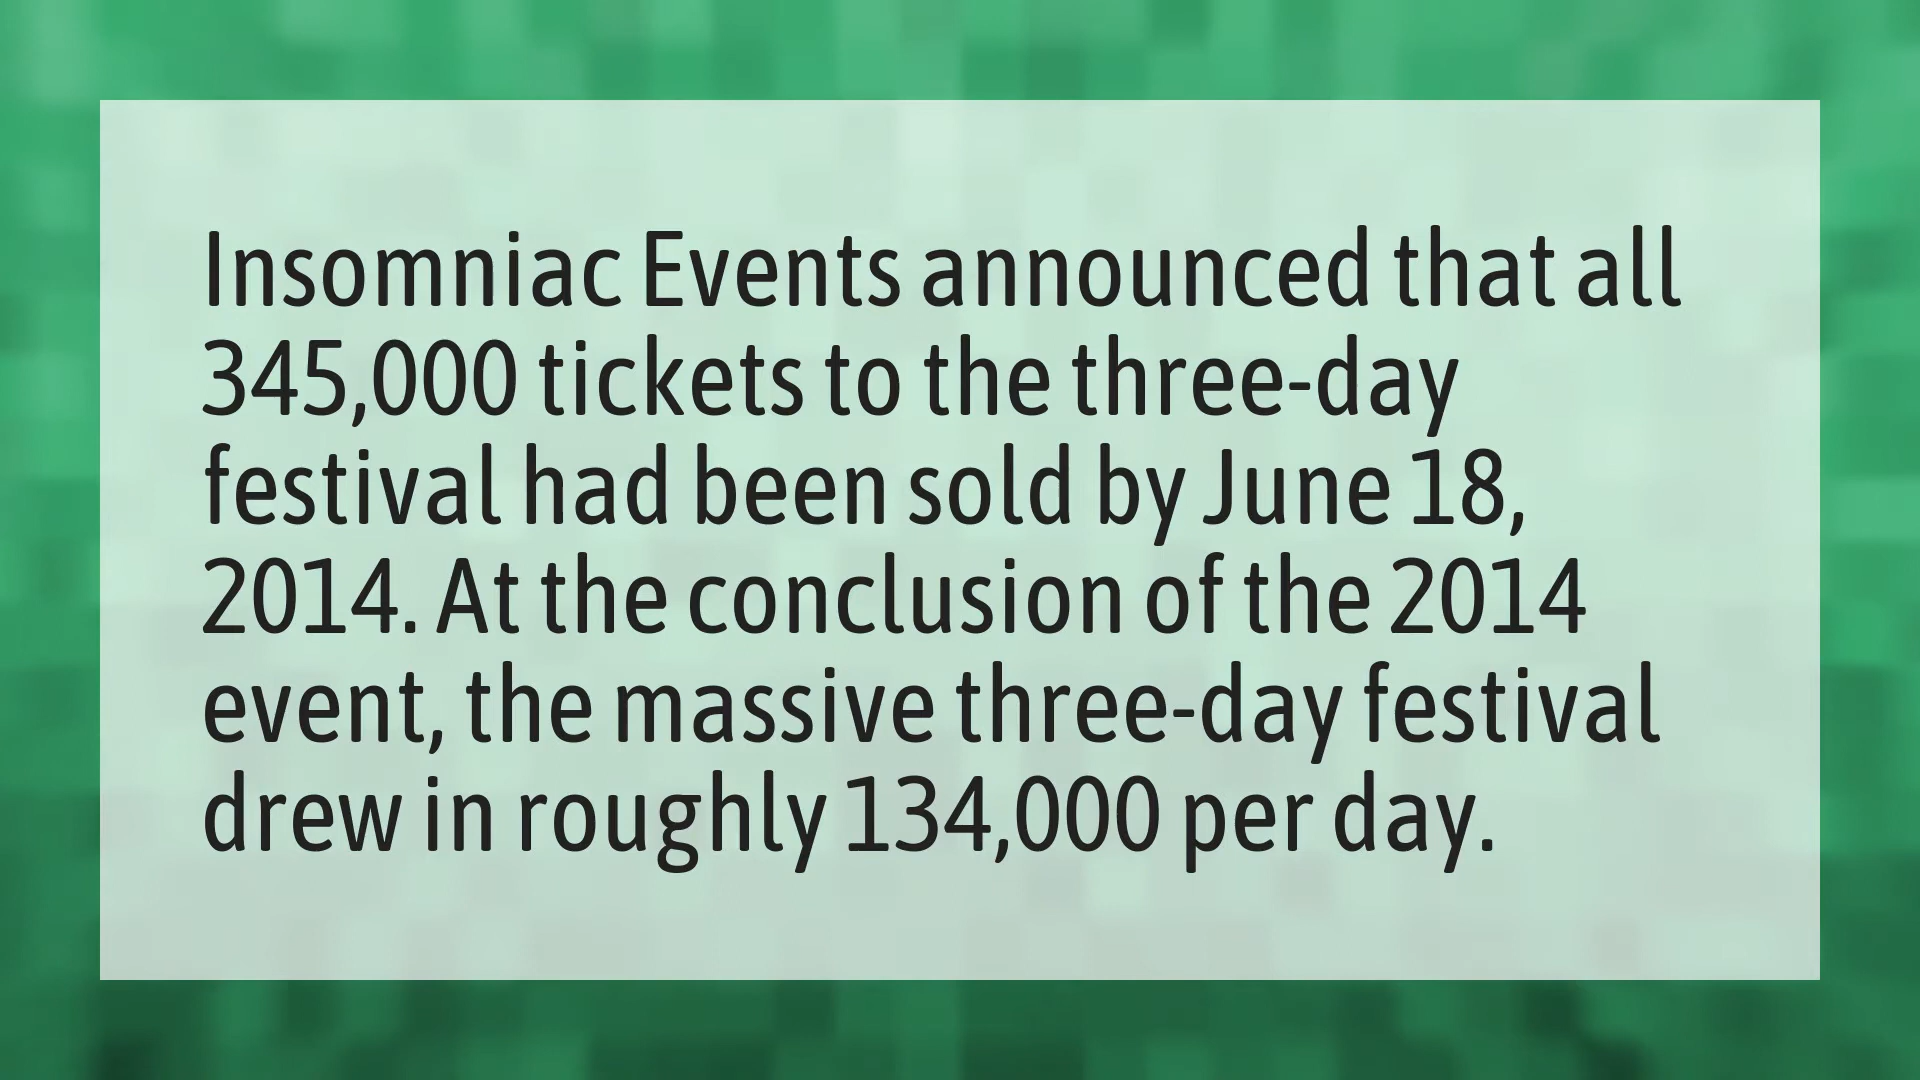 Insomniac Events announced that all
345,000 tickets to the three-day
festival had been sold by June 18,
2014. At the conclusion of the 2014
event, the massive three-day festival
drew in roughly 134,000 per day.